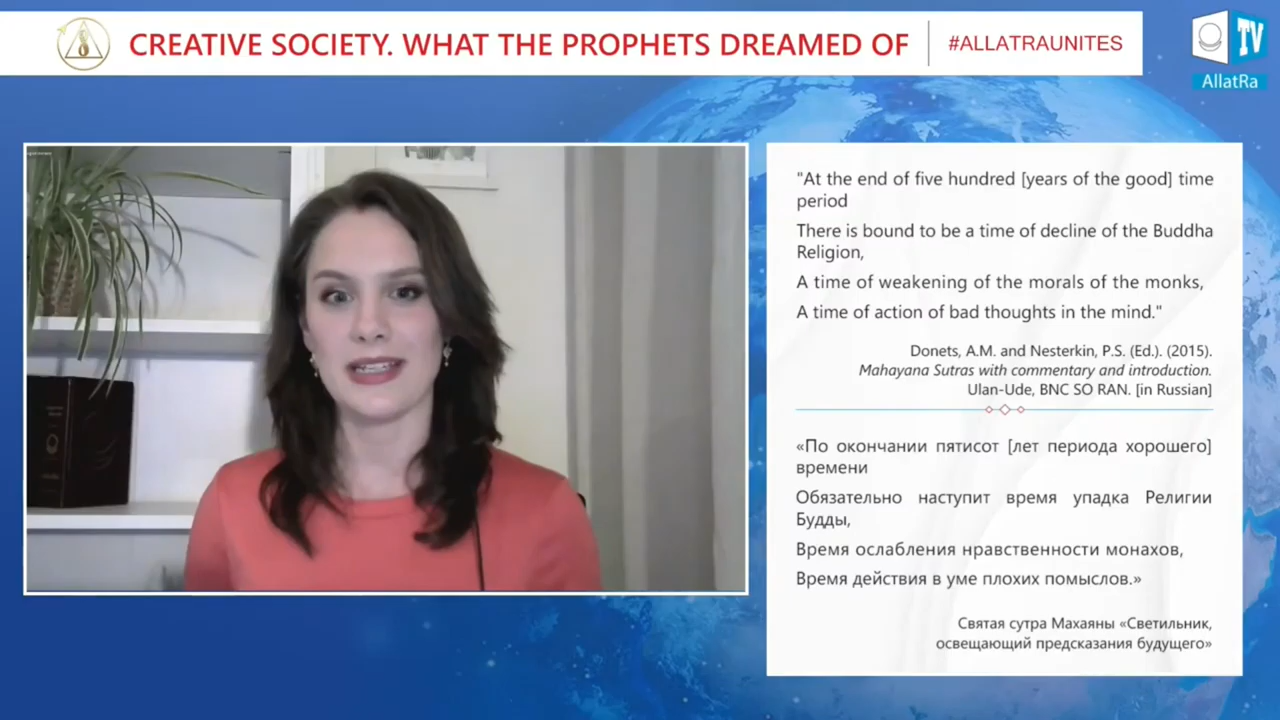 CREATIVE SOCIETY. WHAT THE PROPHETS DREAMED OF
#ALLATRAUNITES
TV
AllatRa
"At the end of five hundred [years of the good] time
period
There is bound to be a time of decline of the Buddha
Religion,
A time of weakening of the morals of the monks,
A time of action of bad thoughts in the mind."
Donets, A.M. and Nesterkin, P.S. (Ed.). (2015).
Mahayana Sutras with commentary and introduction.
Ulan-Ude, BNC SO RAN. [in Russian]
«По окончании пятисот [лет периода хорошего]
времени
Обязательно наступит время упадка Религии
Будды,
Время ослабления нравственности монахов,
Время действия в уме плохих помыслов.»
Святая сутра Махаяны «Светильник,
освещающий предсказания будущего»